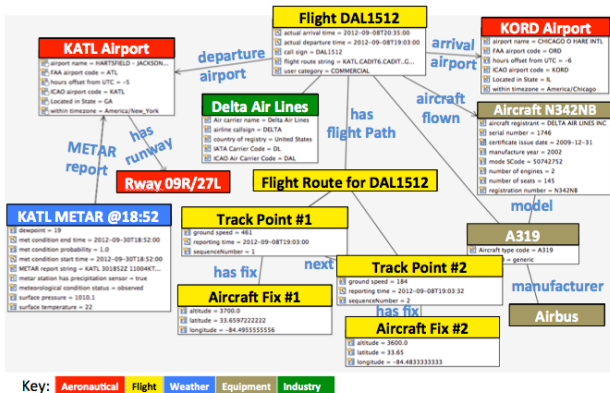 Flight DAL1512
actual arrival time = 2012-09-08T20:35:00
actual departure time = 2012-09-08T19:03:00
call sign = DAL1512
flight route string = KATL.CADIT6.CADIT..G...
user category = COMMERCIAL
KATL Airport
airport name = HARTSFIELD - JACKSON...
FAA airport code = ATL
hours offset from UTC = -5
ICAO airport code = KATL
Located in State = GA
within timezone = America/New_York
departure
airport
arrival
airport
KORD Airport
airport name = CHICAGO O HARE INTL
FAA airport code = ORD
hours offset from UTC = -6
ICAO airport code = KORD
Located in State = IL
within timezone = America/Chicago
Delta Air Lines
Air carrier name = Delta Air Lines
airline callsign = DELTA
country of registry = United States
IATA Carrier Code = DL
ICAO Air Carrier Code = DAL
has
flight Path
aircraft
flown
Aircraft N342NB
aircraft registrant = DELTA AIR LINES INC
serial number = 1746
certificate issue date = 2009-12-31
manufacture year = 2002
mode SCode = 50742752
number of engines = 2
number of seats = 145
registration number = N342NB
METAR
report
has
runway
Rway 09R/27L
Flight Route for DAL1512
model
KATL METAR @18:52
dewpoint = 19
met condition end time = 2012-09-30T18:52:00
met condition probability = 1.0
met condition start time = 2012-09-30T18:52:00
METAR report string = KATL 301852Z 11004KT...
metar station has precipitation sensor = true
meteorological condition status = observed
surface pressure = 1010.1
surface temperature = 22
Track Point #1
ground speed = 461
reporting time = 2012-09-08T19:03:00
sequenceNumber = 1
A319
Aircraft type code = A319
= generic
has fix
next
Track Point #2
ground speed = 184
reporting time = 2012-09-08T19:03:32
sequenceNumber = 2
manufacturer
Airbus
Aircraft Fix #1
altitude = 3700.0
latitude = 33.6597222222
longitude = -84.4955555556
has fix
Aircraft Fix #2
altitude = 3600.0
latitude = 33.65
longitude = -84.4833333333
Key: Aeronautical Flight Weather Equipment Industry